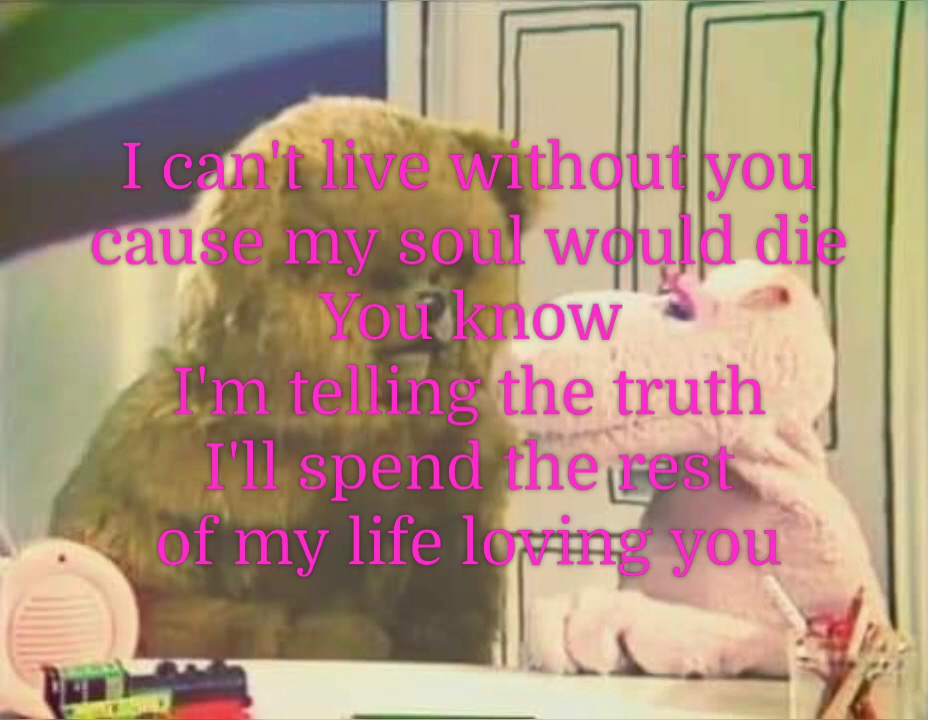 I can't live without you
cause my soul would die
You know
I'm telling the truth
I'll spend the rest
of my life loving you